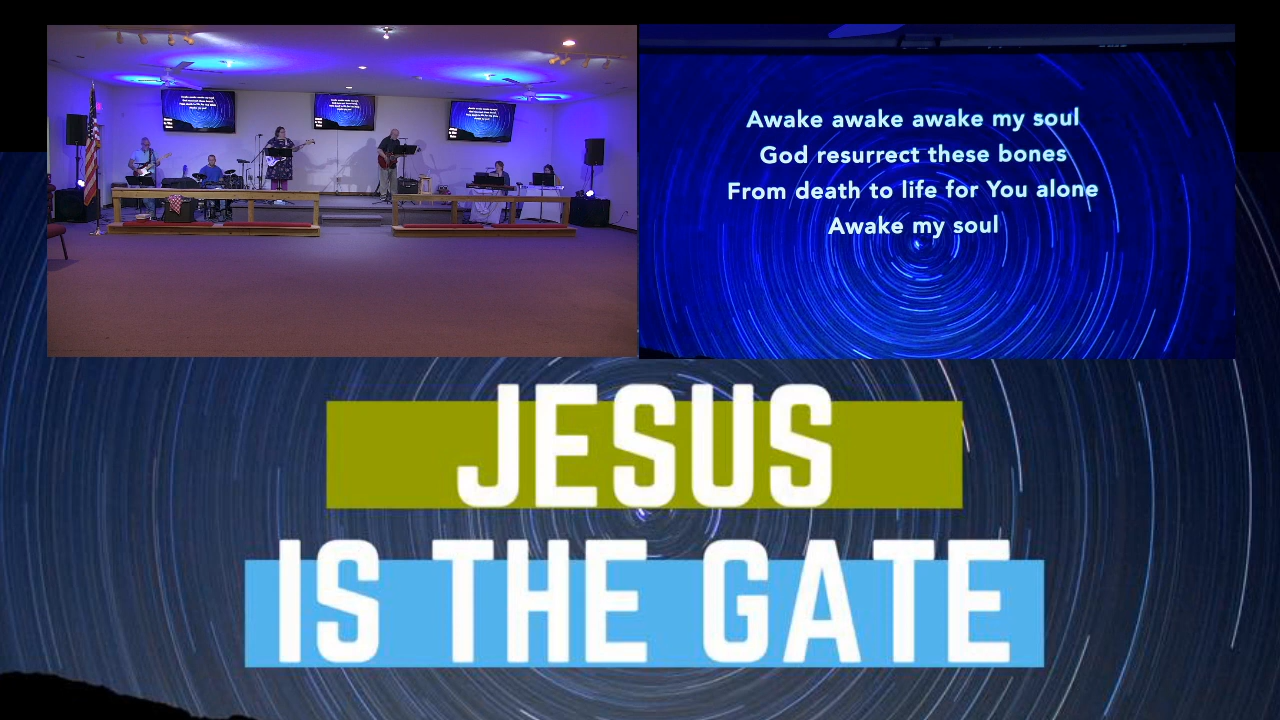 Awake awake awake my soul
God resurrect these bones
From death to life for You alone
Awake my soul
JESUS
IS THE GATE